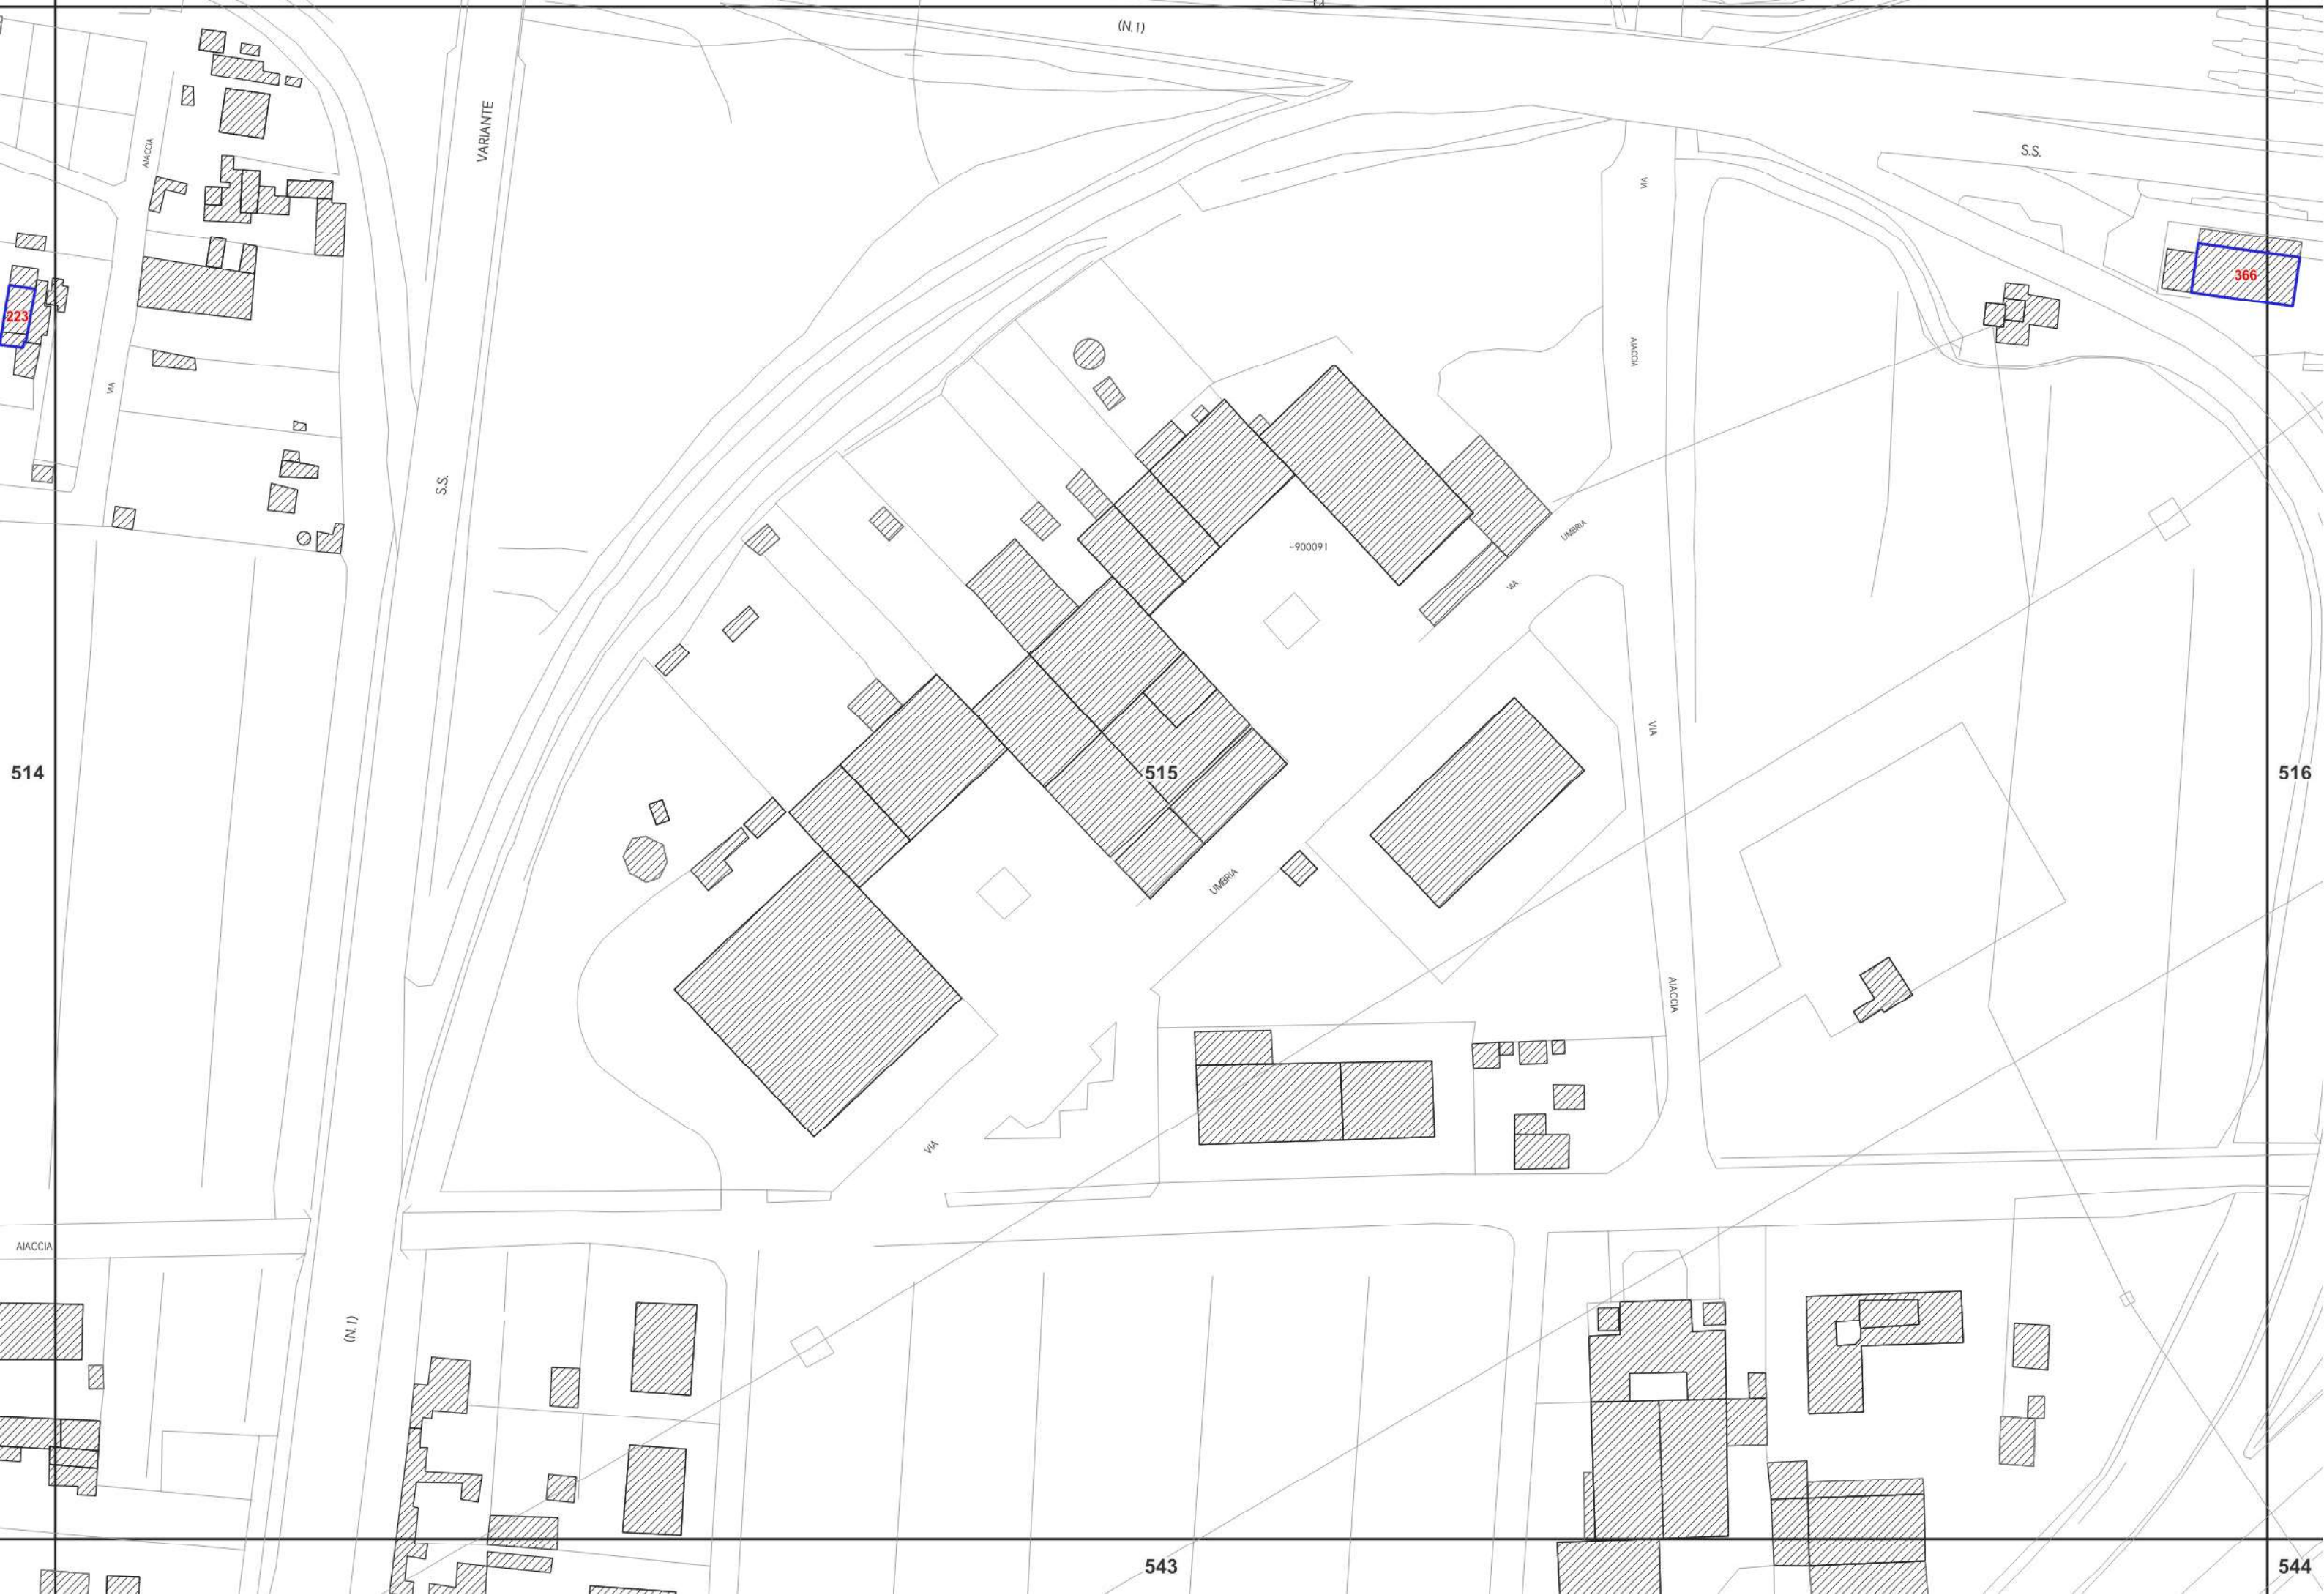 (N.1)
VARIANTE
AIACCIA
S.S.
VIA
366
223
AIACCIA
VIA
S.S.
UMBRIA
-900091
VIA
VIA
514
515
516
UMBRIA
AIACCIA
VIA
AIACCIA
(N.1)
543
544